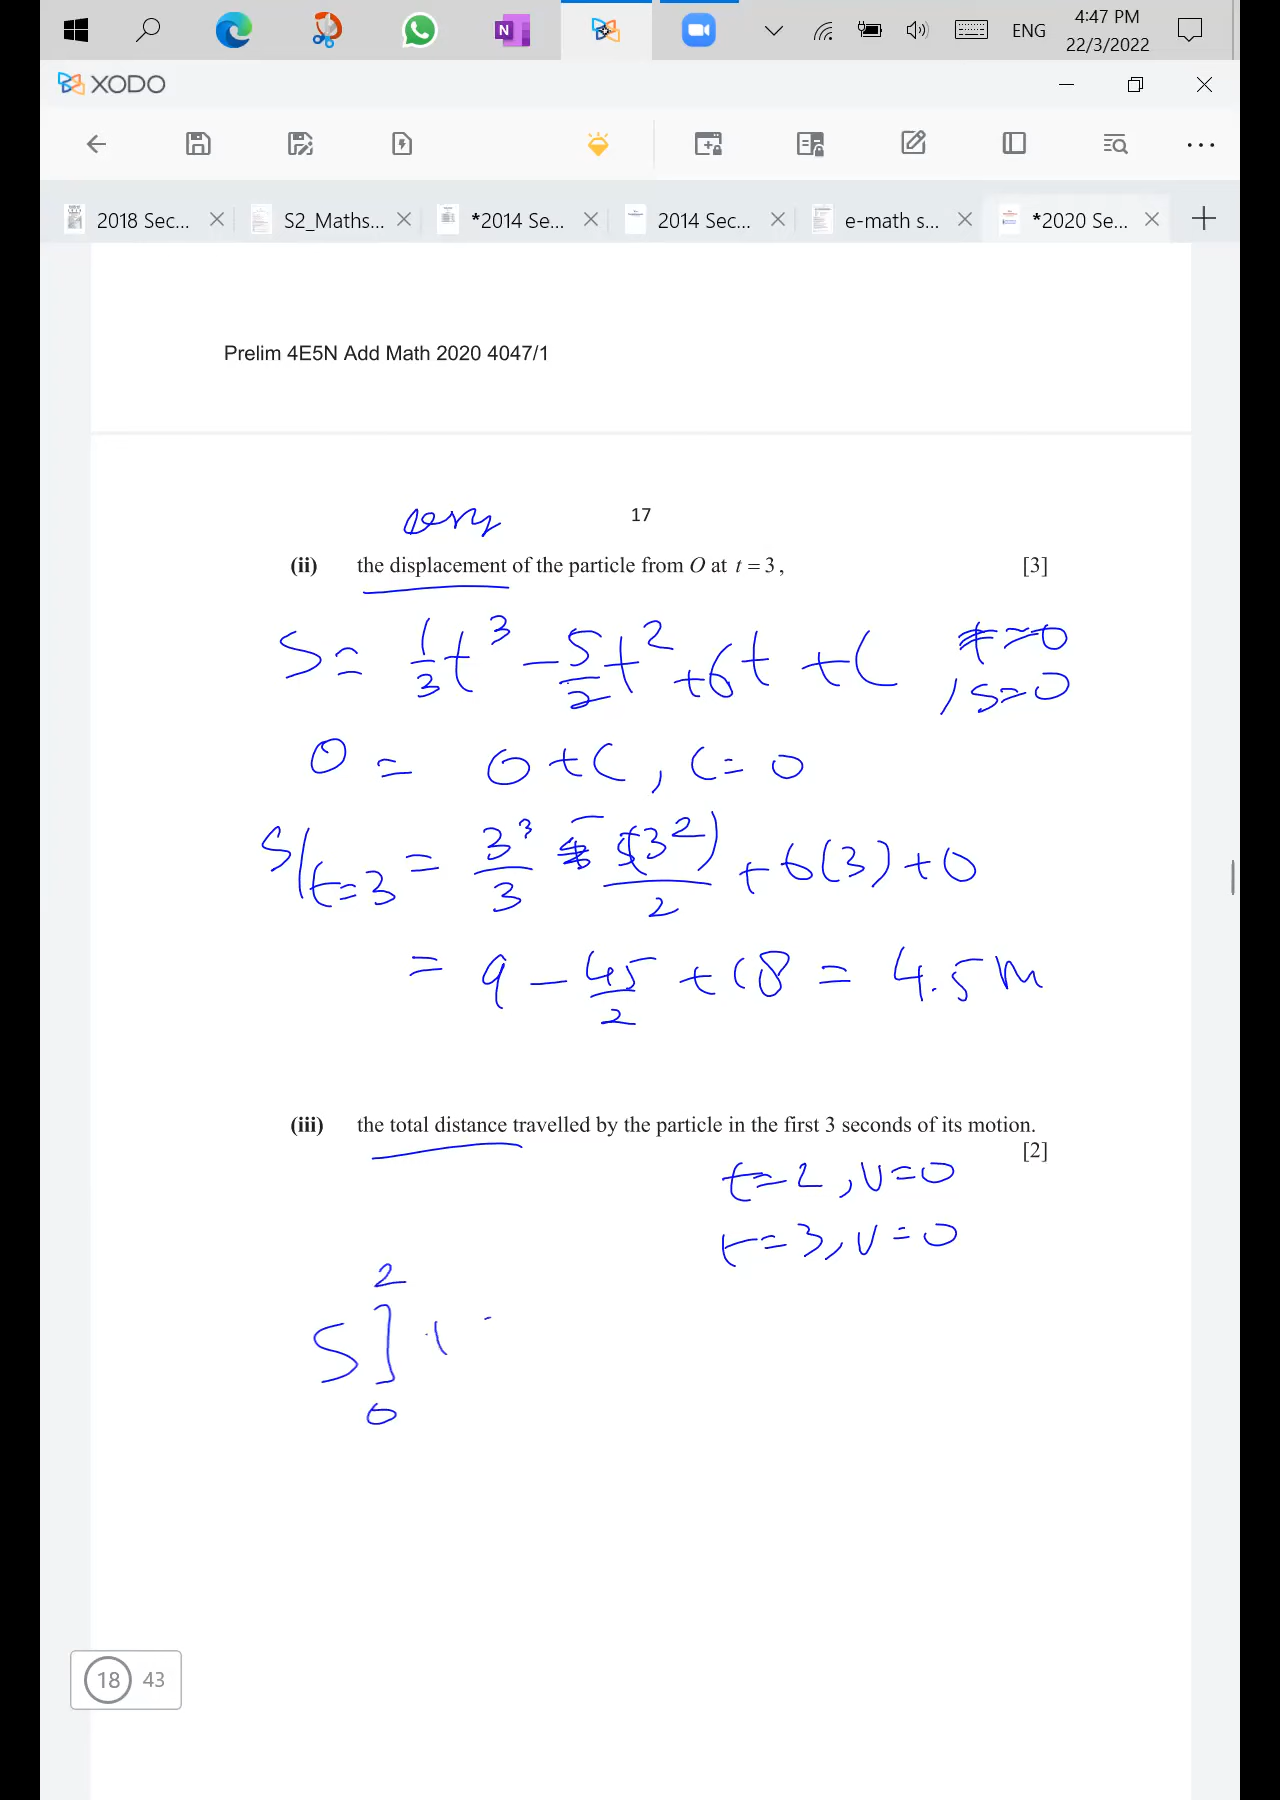 4:47 PM
ENG
22/3/2022
XODO
2018 Sec... S2_Maths... *2014 Se... 2014 Sec... e-math s... *2020 Se...
Prelim 4E5N Add Math 2020 4047/1
17
(ii) the displacement of the particle from O at t = 3, [3]
S = 1/3 t³ - 5/2 t² + 6t + C t=0
, s=0
0 = 0 + C, C = 0
S|t=3 = 3³/3 - 5(3²)/2 + 6(3) + 0
= 9 - 45/2 + 18 = 4.5 m
(iii) the total distance travelled by the particle in the first 3 seconds of its motion.
[2]
t=2, v=0
t=3, v=0
S]²₀
18 43